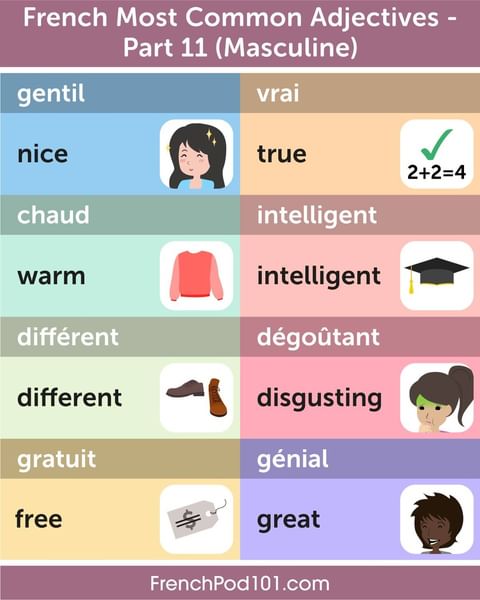 French Most Common Adjectives -
Part 11 (Masculine)
gentil
nice
vrai
true
2+2=4
chaud
warm
intelligent
intelligent
différent
different
dégoûtant
disgusting
gratuit
free
$
génial
great
FrenchPod101.com